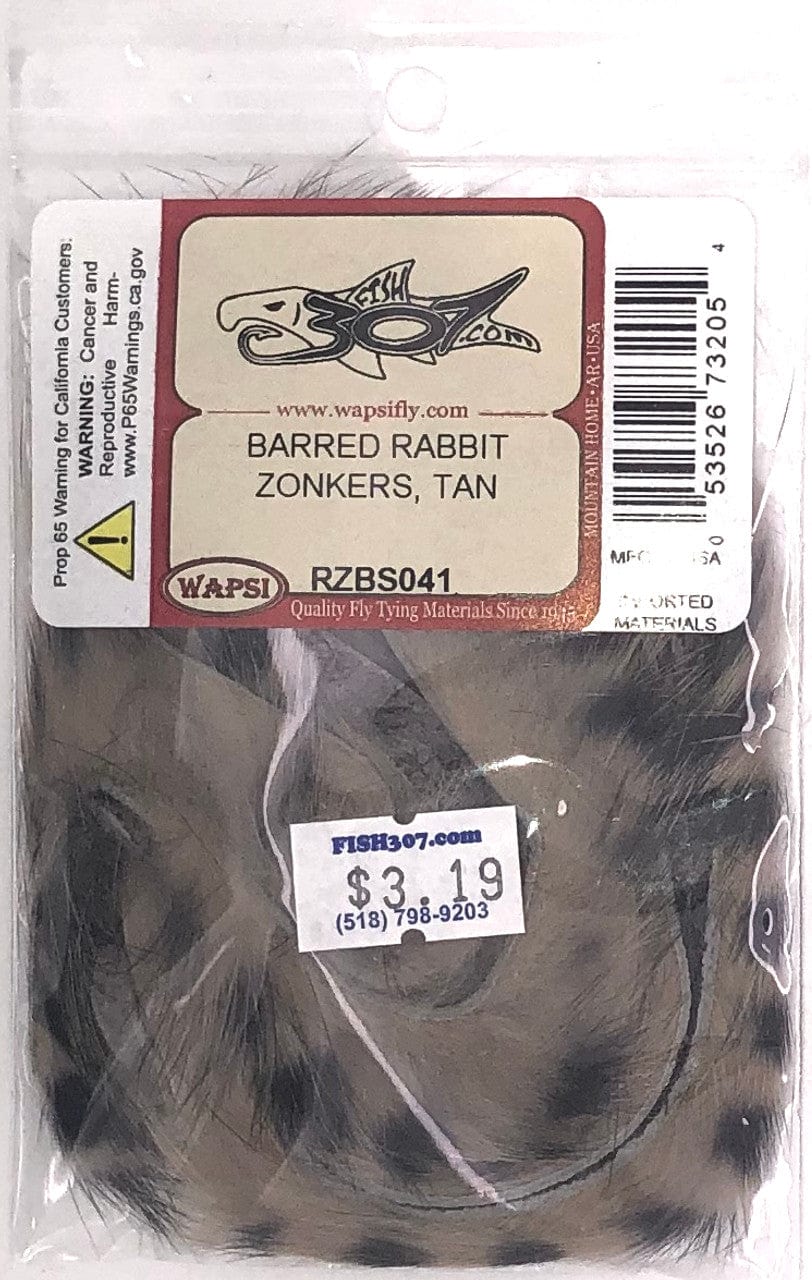 Prop 65 Warning for California Customers:
WARNING: Cancer and
Reproductive Harm-
www.P65Warnings.ca.gov
FISH
307
.com
www.wapsifly.com
BARRED RABBIT
ZONKERS, TAN
WAPSI
RZBS041
Quality Fly Tying Materials Since
MOUNTAIN HOME·AR·USA
0 53526 73205 4
MATERIALS
FISH307.com
$3.19
(518) 798-9203